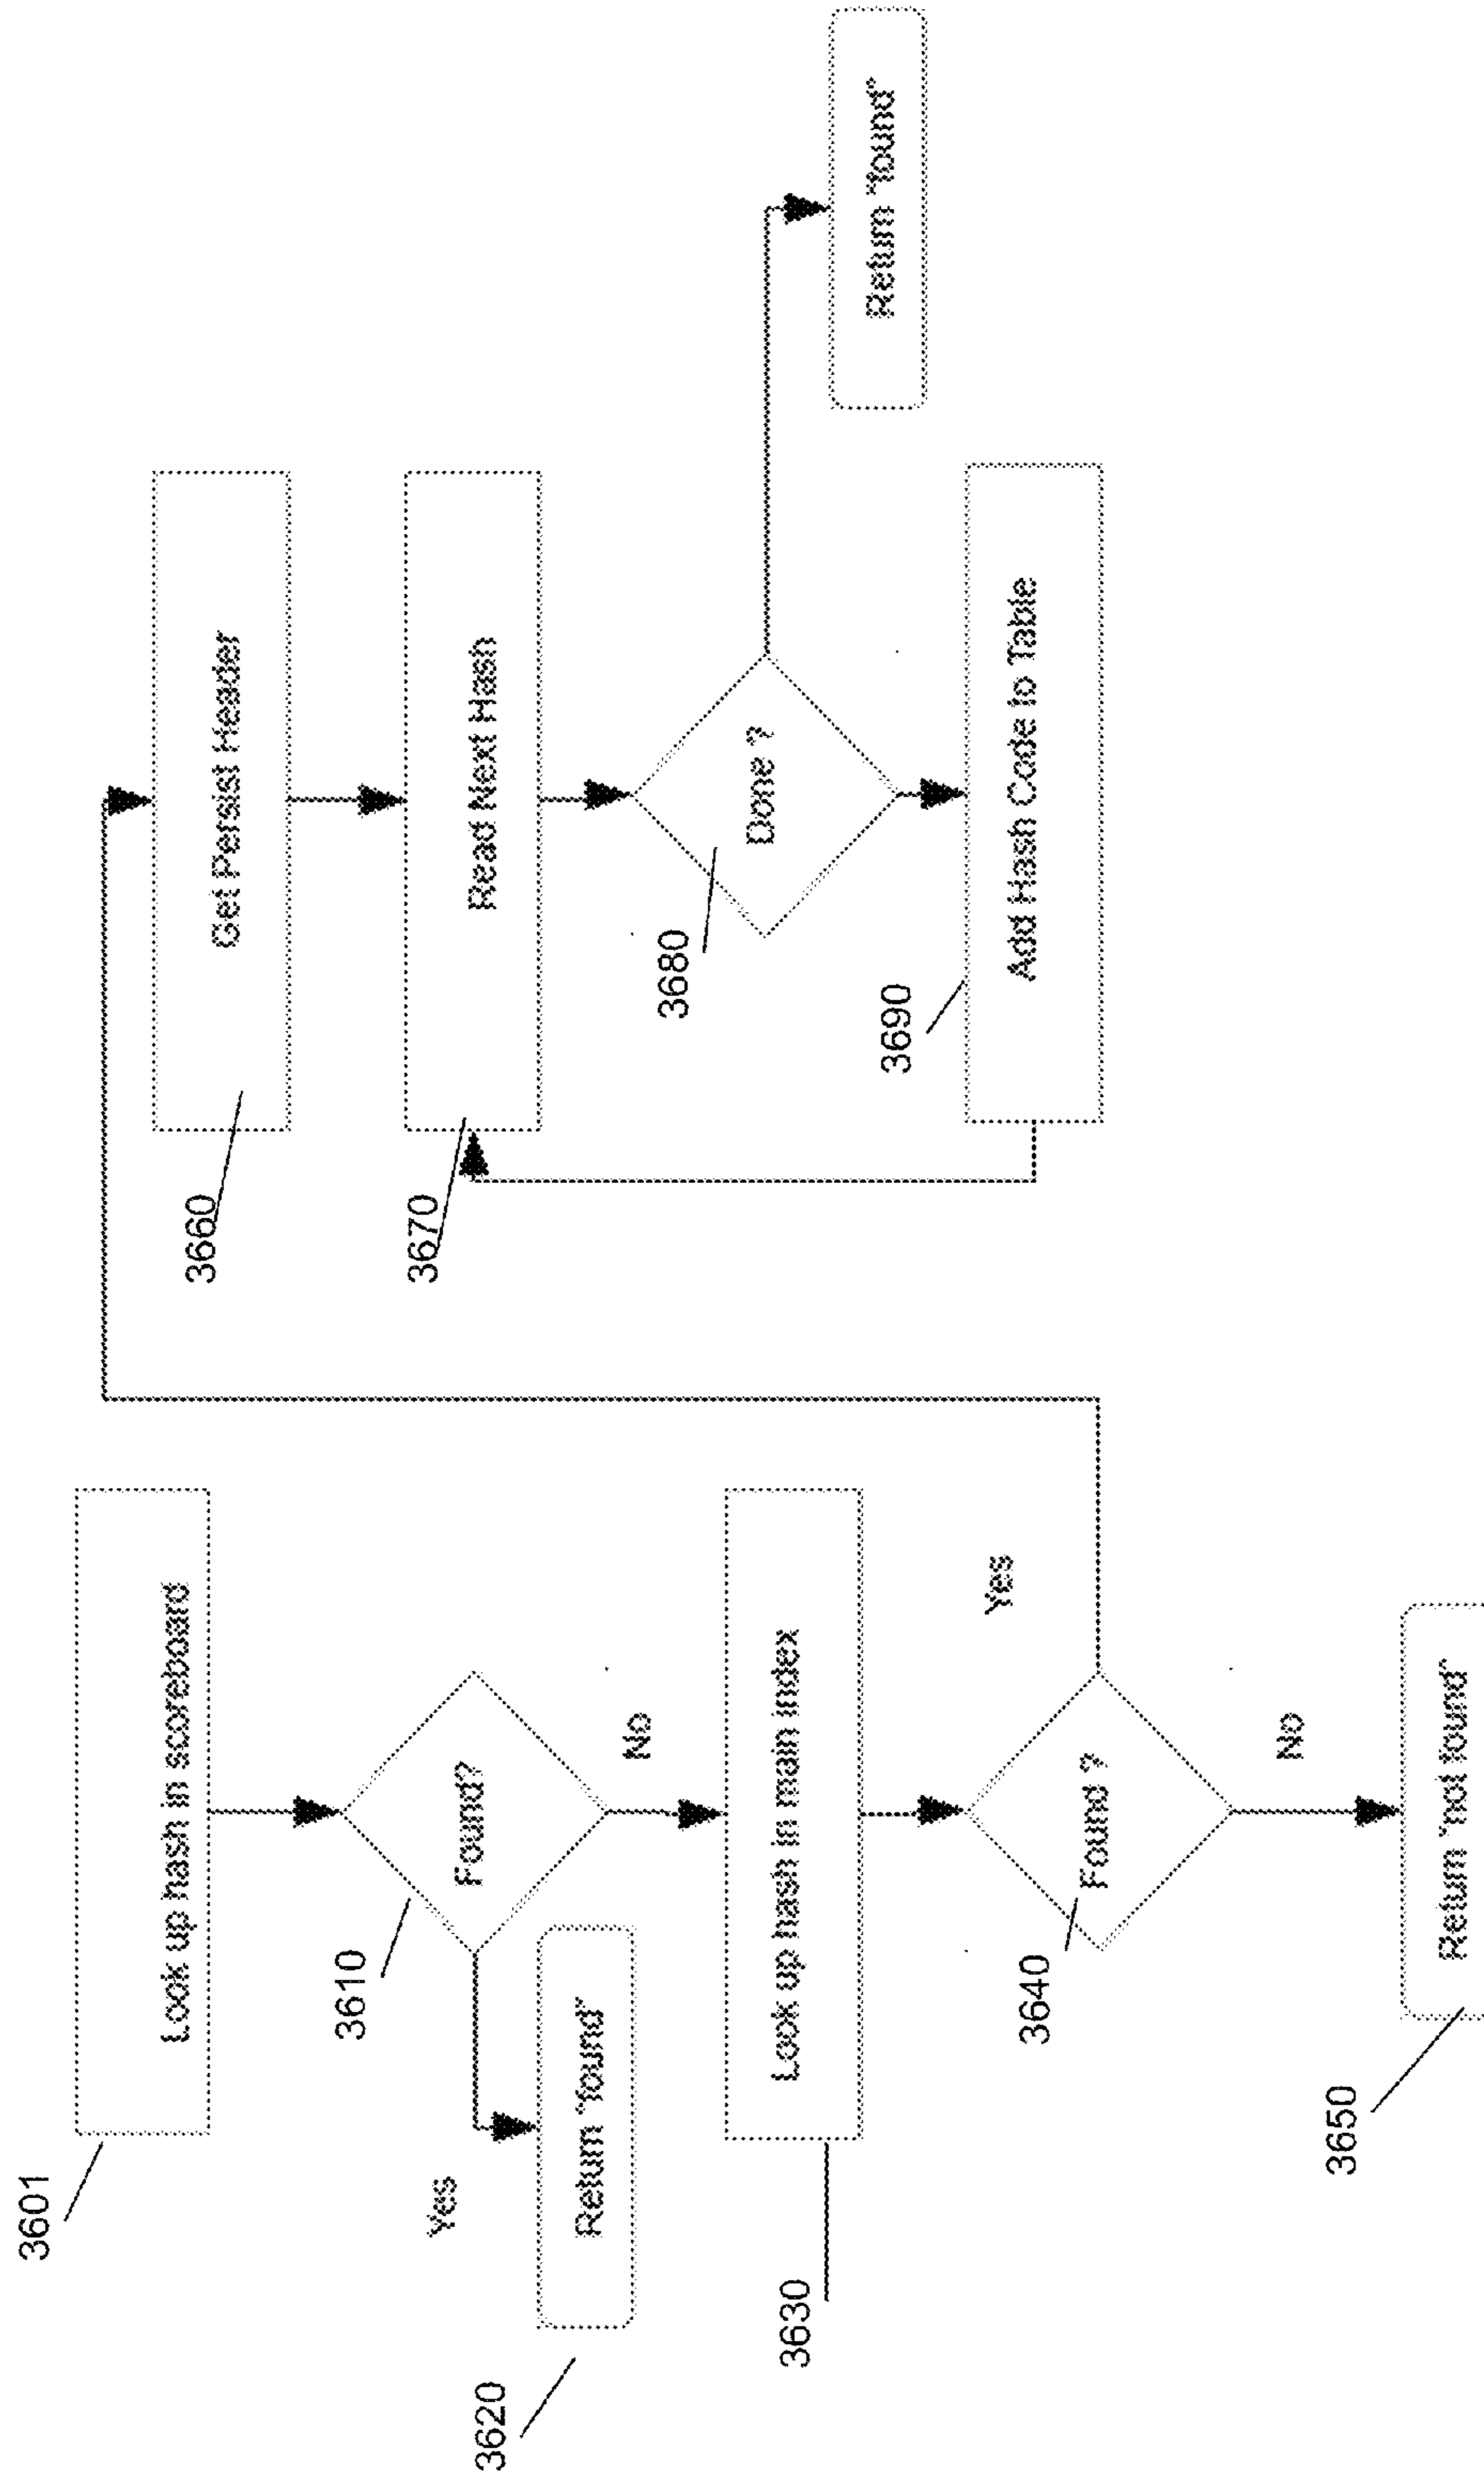 3601
Look up hash in scoreboard
3610
Found?
Yes
No
3620
Return "found"
3630
Look up hash in main index
3640
Found ?
Yes
No
3650
Return "not found"
3660
Get Persist Header
3670
Read Next Hash
3680
Done ?
3690
Add Hash Code to Table
Return "found"